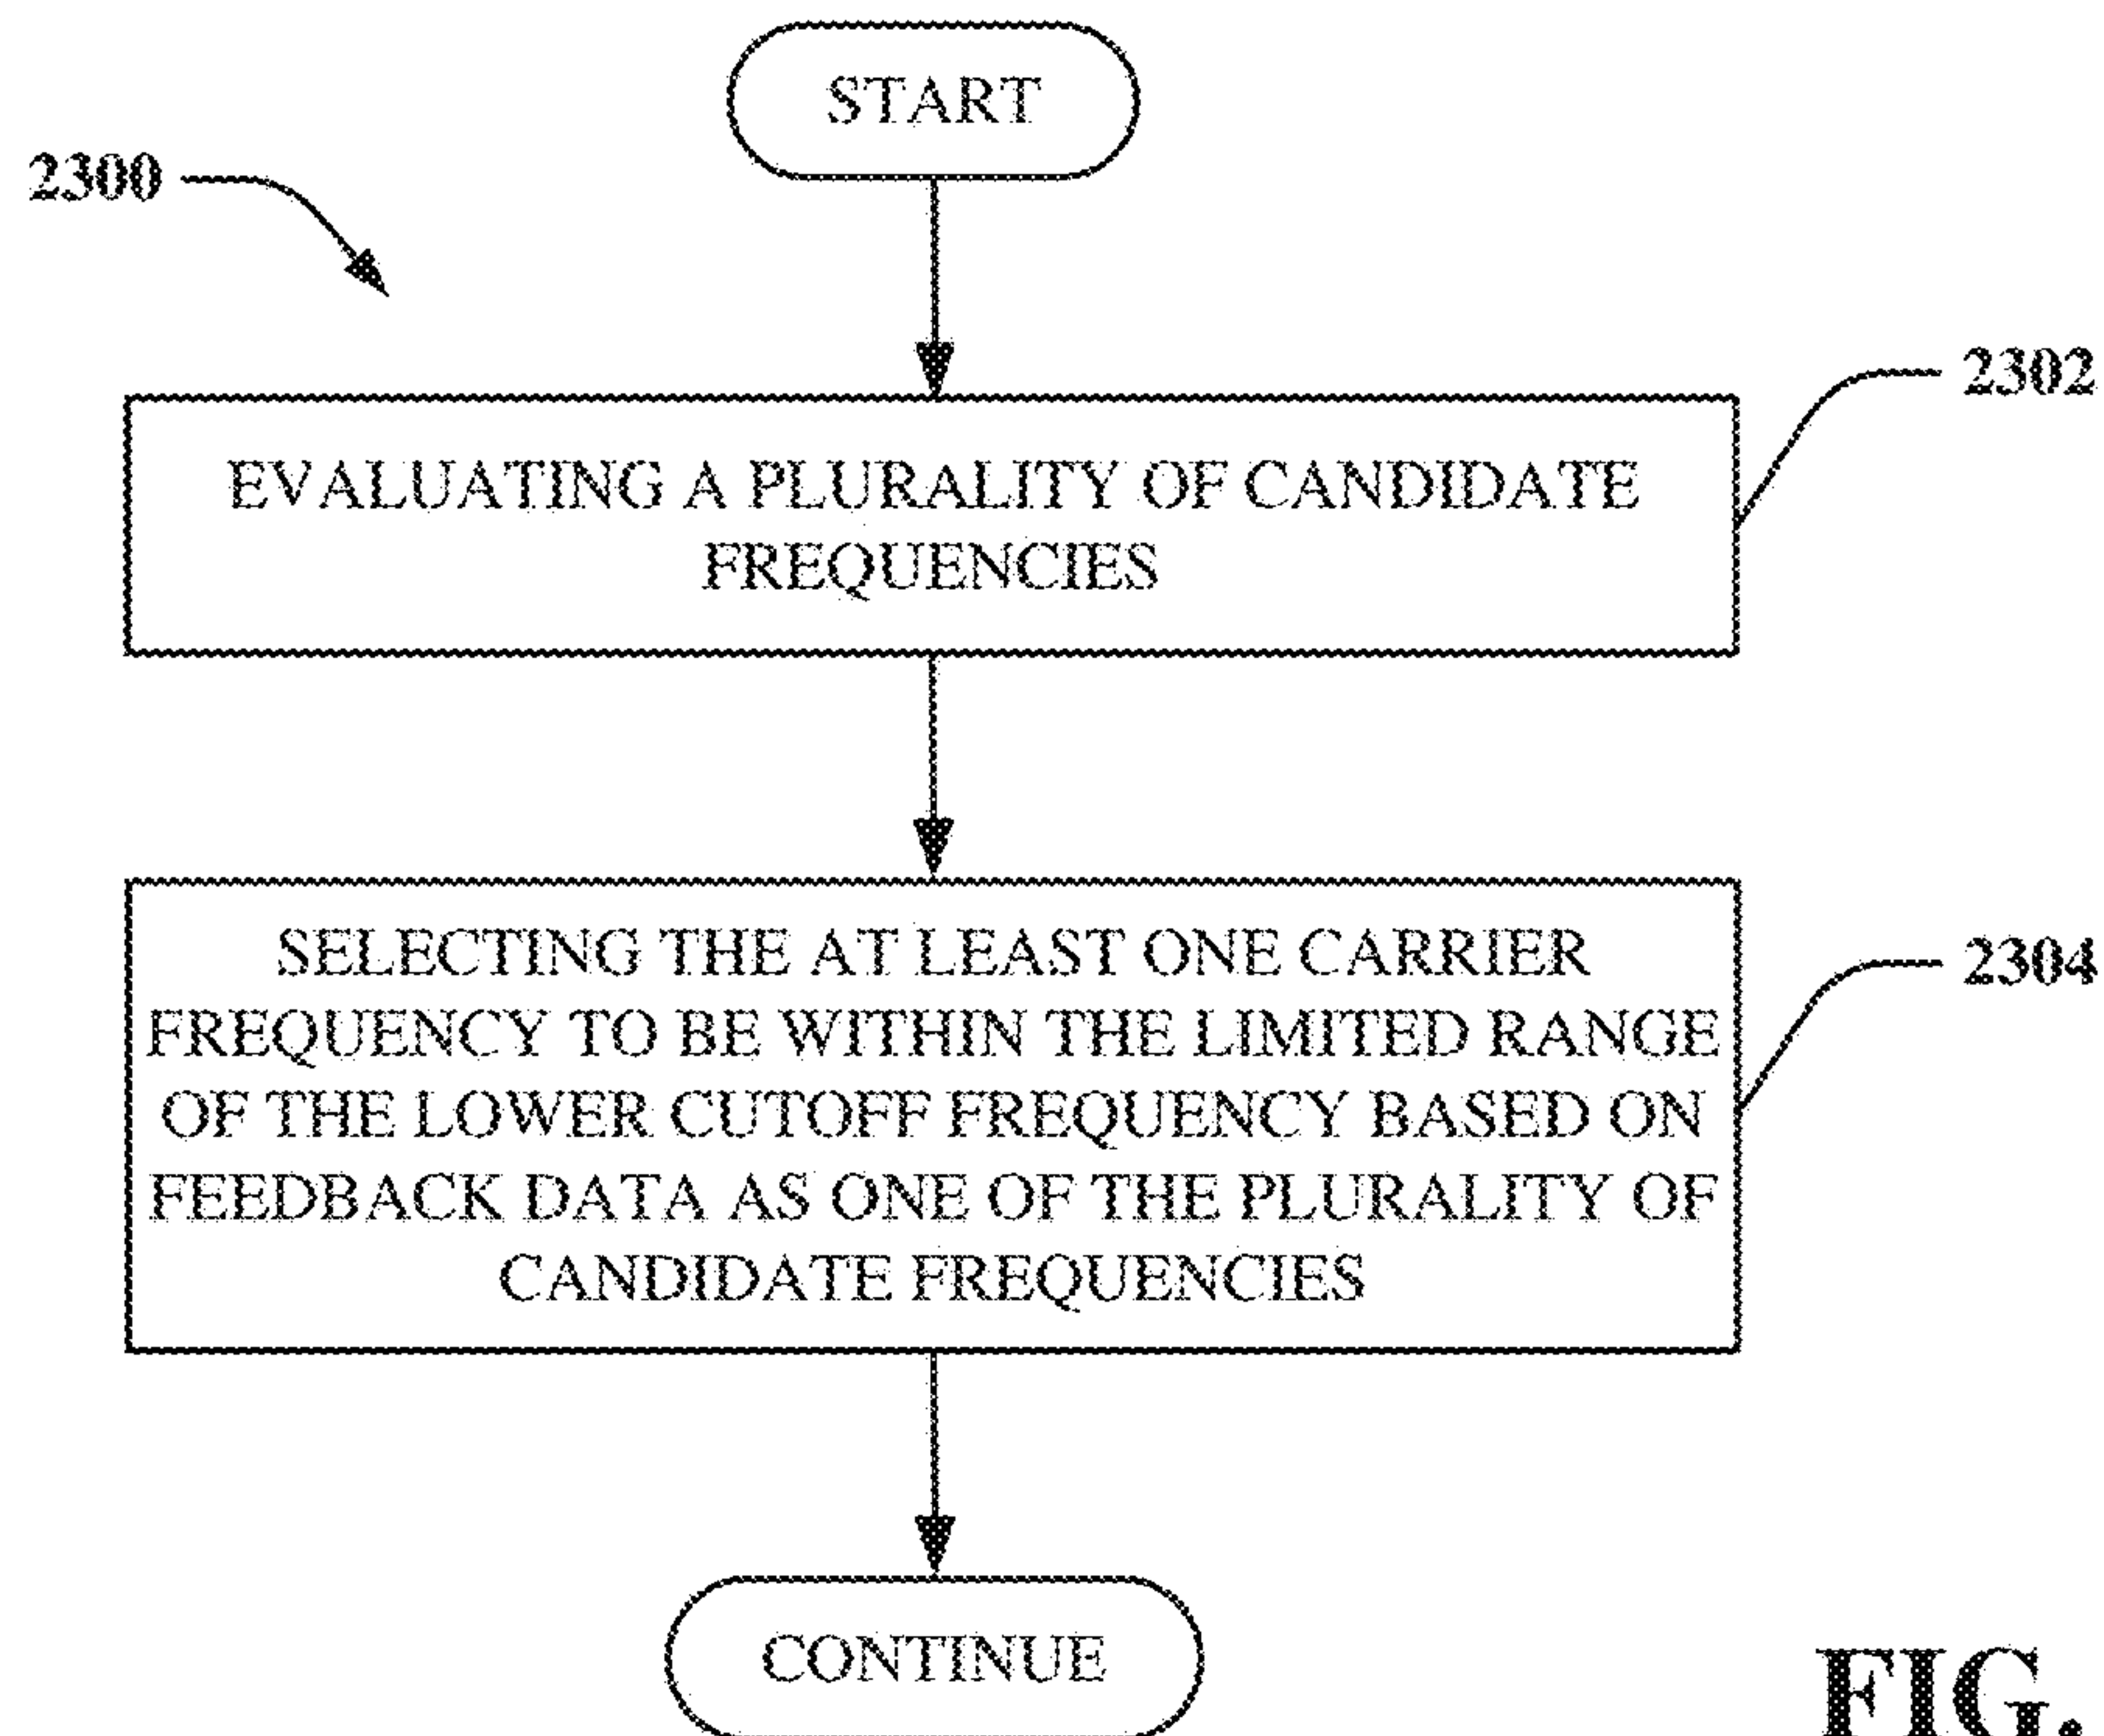 START
2300
2302
EVALUATING A PLURALITY OF CANDIDATE
FREQUENCIES
SELECTING THE AT LEAST ONE CARRIER
2304
FREQUENCY TO BE WITHIN THE LIMITED RANGE
OF THE LOWER CUTOFF FREQUENCY BASED ON
FEEDBACK DATA AS ONE OF THE PLURALITY OF
CANDIDATE FREQUENCIES
CONTINUE
FIG.